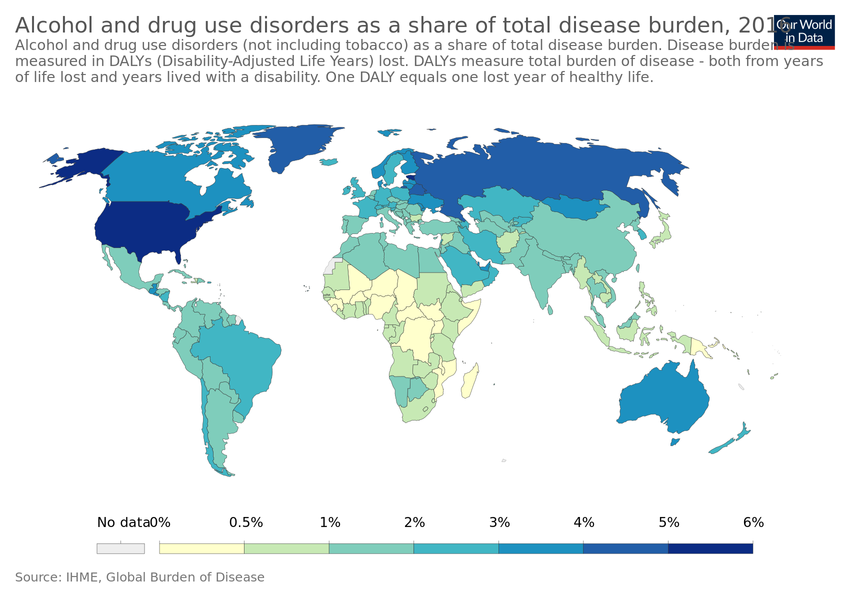 Alcohol and drug use disorders as a share of total disease burden,
Our World
in Data
Alcohol and drug use disorders (not including tobacco) as a share of total disease burden. Disease burden
measured in DALYs (Disability-Adjusted Life Years) lost. DALYs measure total burden of disease - both from years
of life lost and years lived with a disability. One DALY equals one lost year of healthy life.
No data 0% 0.5% 1% 2% 3% 4% 5% 6%
Source: IHME, Global Burden of Disease